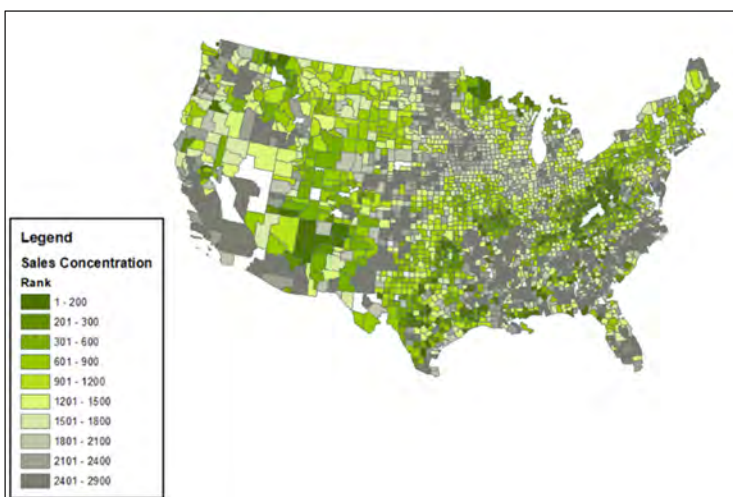 Legend
Sales Concentration
Rank
1 - 200
201 - 300
301 - 600
601 - 900
901 - 1200
1201 - 1500
1501 - 1800
1801 - 2100
2101 - 2400
2401 - 2900